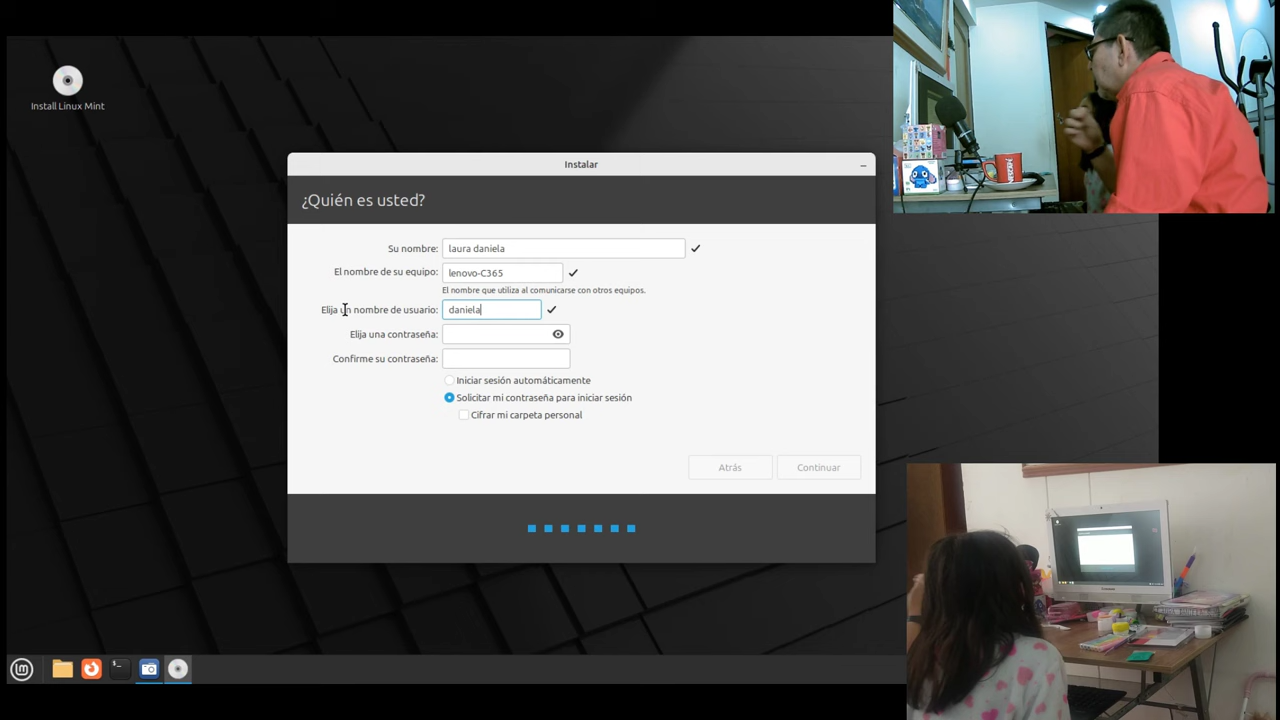 Install Linux Mint
Instalar
¿Quién es usted?
Su nombre: laura daniela
El nombre de su equipo: lenovo-C365
El nombre que utiliza al comunicarse con otros equipos.
Elija un nombre de usuario: daniela
Elija una contraseña:
Confirme su contraseña:
Iniciar sesión automáticamente
Solicitar mi contraseña para iniciar sesión
Cifrar mi carpeta personal
Atrás
Continuar
lm
NESCAFÉ